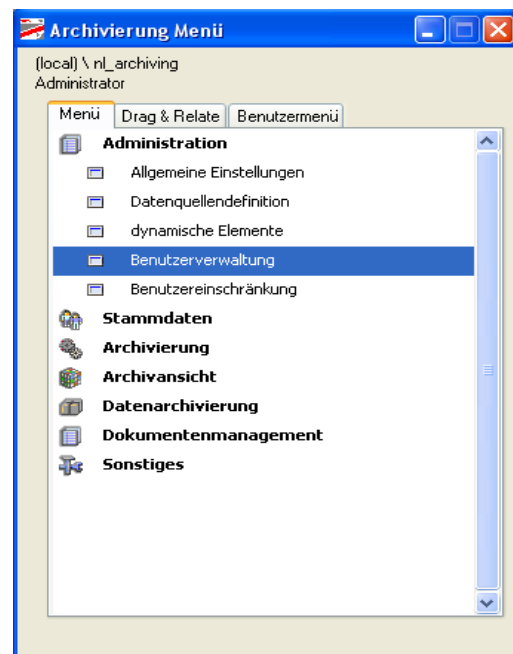 Archivierung Menü
(local) \ nl_archiving
Administrator
Menü Drag & Relate Benutzermenü
Administration
Allgemeine Einstellungen
Datenquellendefinition
dynamische Elemente
Benutzerverwaltung
Benutzereinschränkung
Stammdaten
Archivierung
Archivansicht
Datenarchivierung
Dokumentenmanagement
Sonstiges